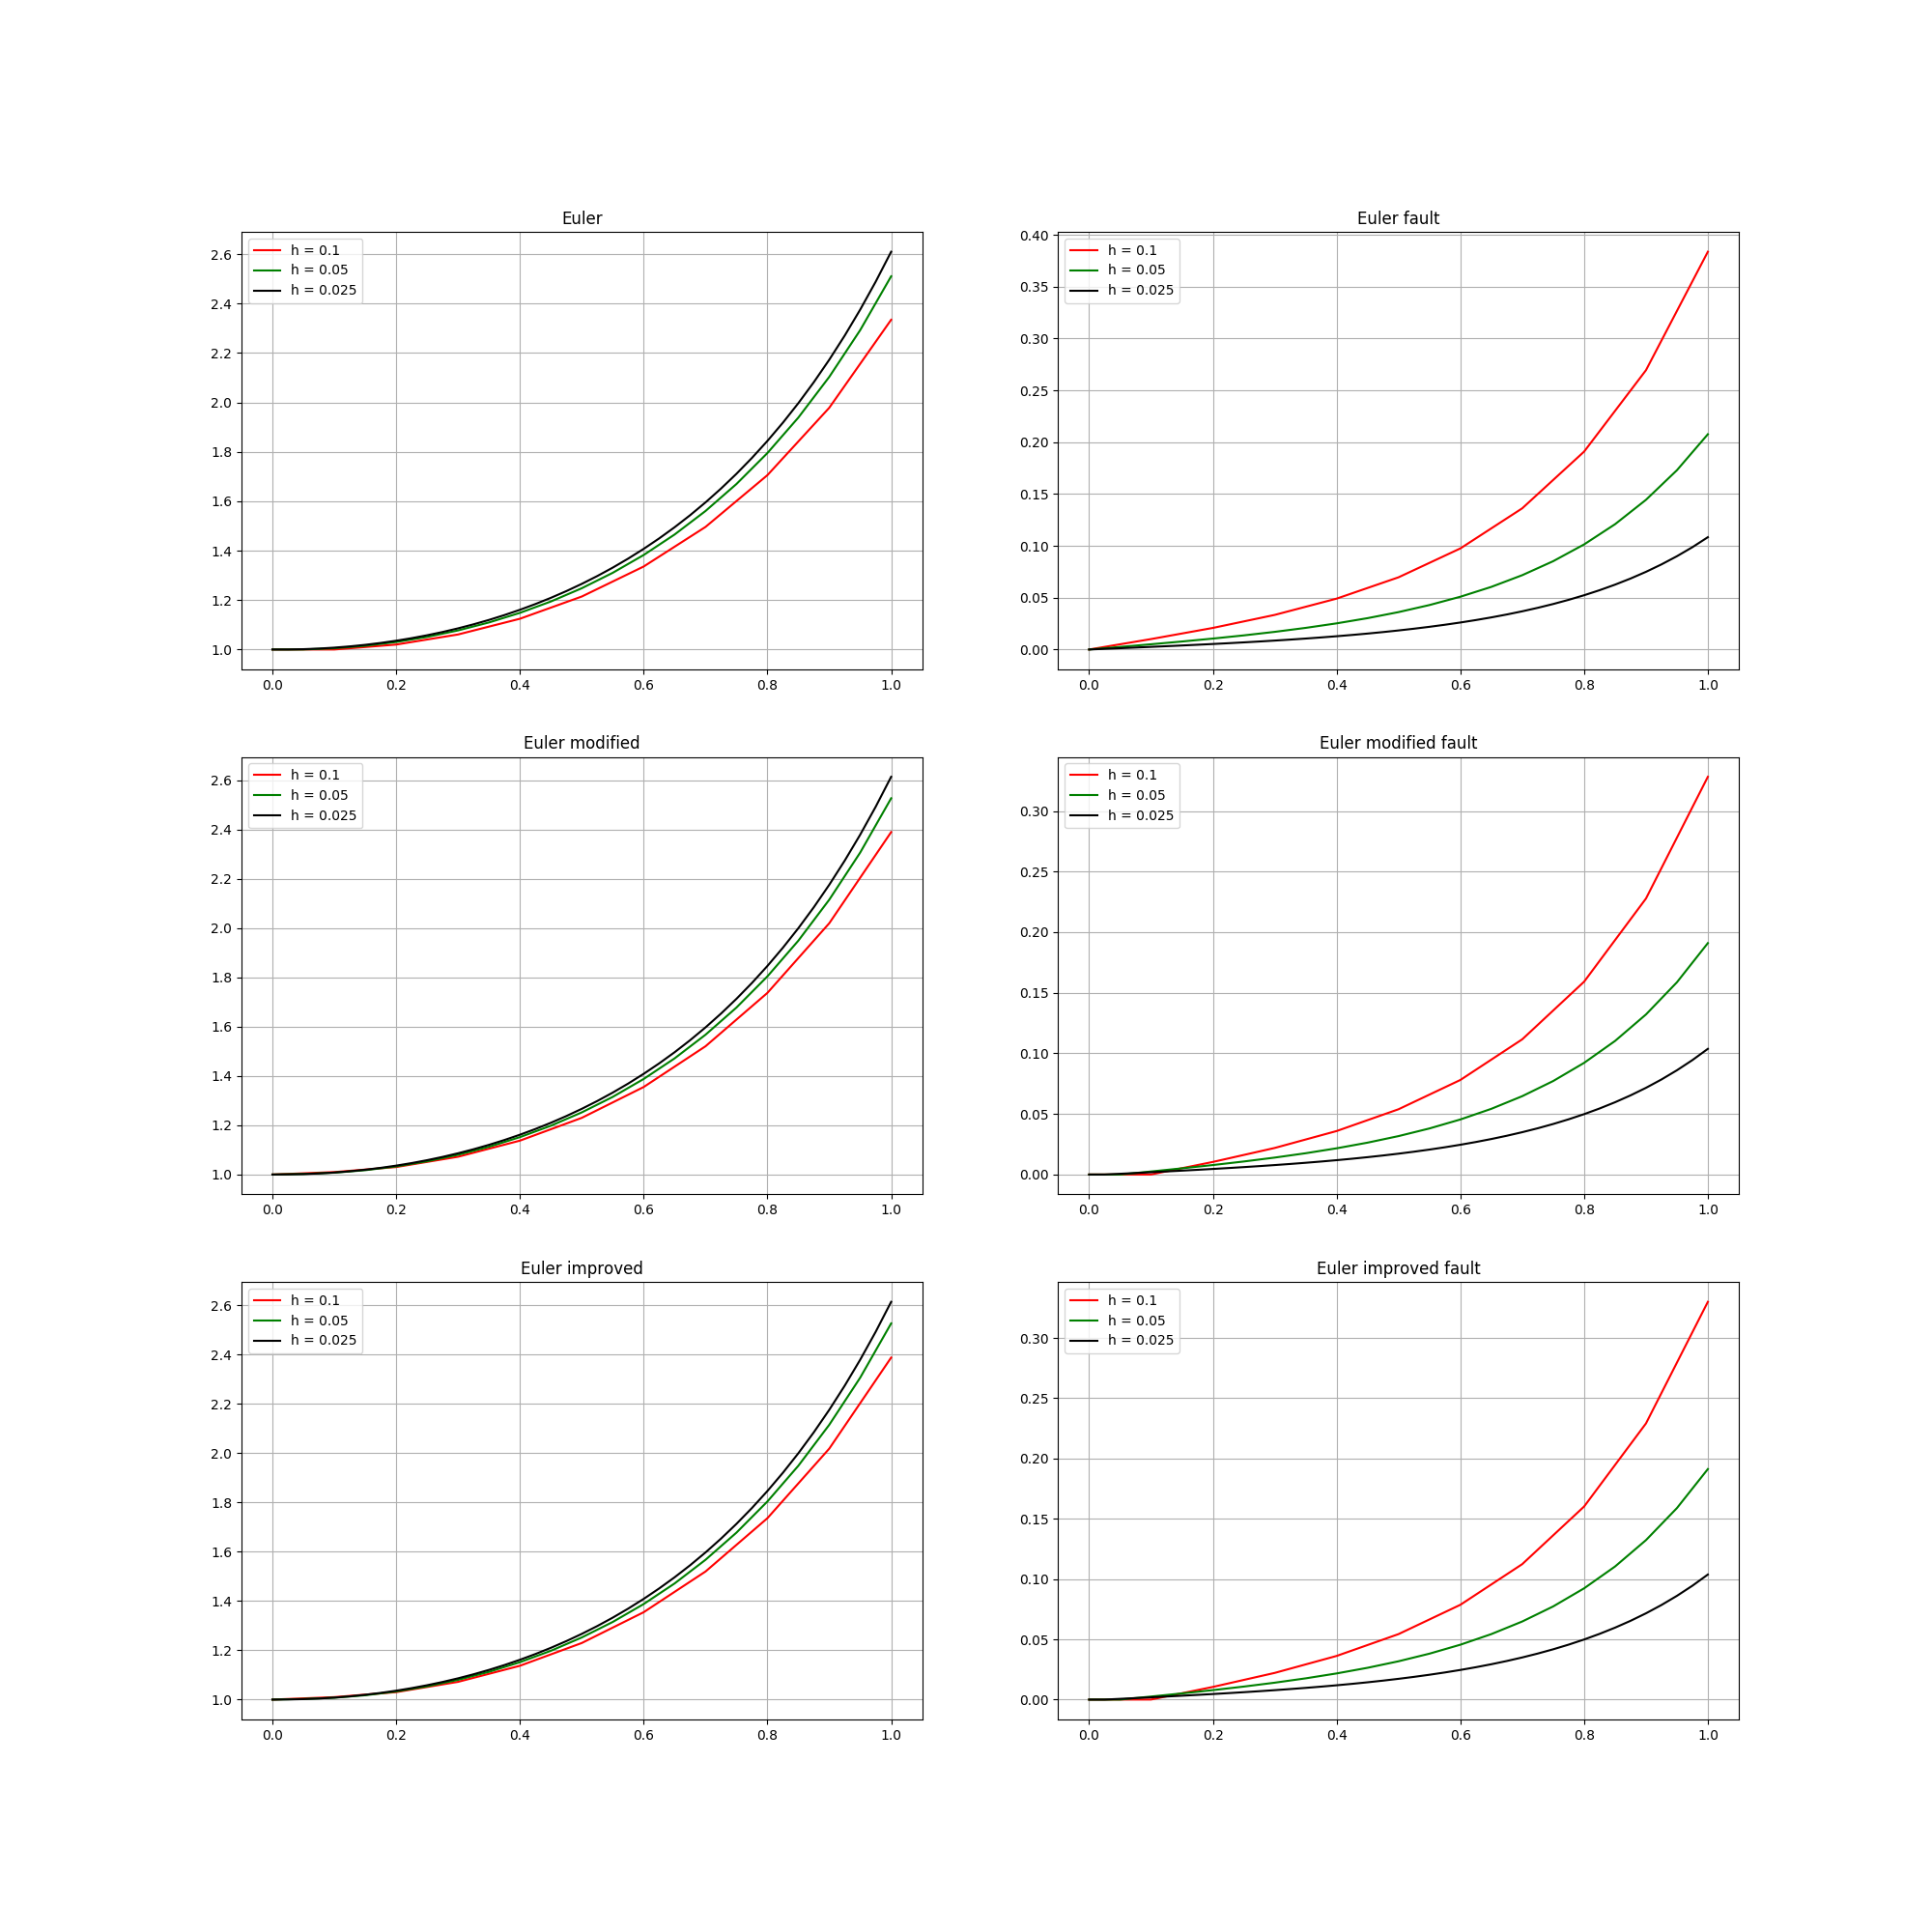 Euler
h = 0.1
h = 0.05
h = 0.025
2.6
2.4
2.2
2.0
1.8
1.6
1.4
1.2
1.0
0.0 0.2 0.4 0.6 0.8 1.0
Euler fault
h = 0.1
h = 0.05
h = 0.025
0.40
0.35
0.30
0.25
0.20
0.15
0.10
0.05
0.00
0.0 0.2 0.4 0.6 0.8 1.0
Euler modified
h = 0.1
h = 0.05
h = 0.025
2.6
2.4
2.2
2.0
1.8
1.6
1.4
1.2
1.0
0.0 0.2 0.4 0.6 0.8 1.0
Euler modified fault
h = 0.1
h = 0.05
h = 0.025
0.30
0.25
0.20
0.15
0.10
0.05
0.00
0.0 0.2 0.4 0.6 0.8 1.0
Euler improved
h = 0.1
h = 0.05
h = 0.025
2.6
2.4
2.2
2.0
1.8
1.6
1.4
1.2
1.0
0.0 0.2 0.4 0.6 0.8 1.0
Euler improved fault
h = 0.1
h = 0.05
h = 0.025
0.30
0.25
0.20
0.15
0.10
0.05
0.00
0.0 0.2 0.4 0.6 0.8 1.0